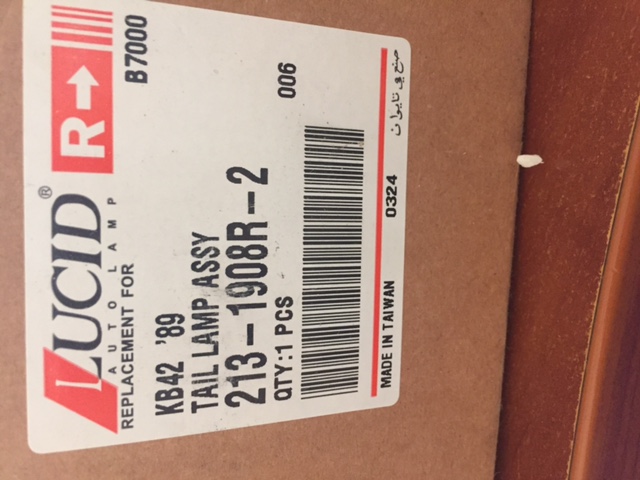 LUCID®
AUTO LAMP
R→
REPLACEMENT FOR
B7000
KB42 '89
TAIL LAMP ASSY
006
213-1908R-2
QTY:1 PCS
MADE IN TAIWAN
0324
صنع في تايوان